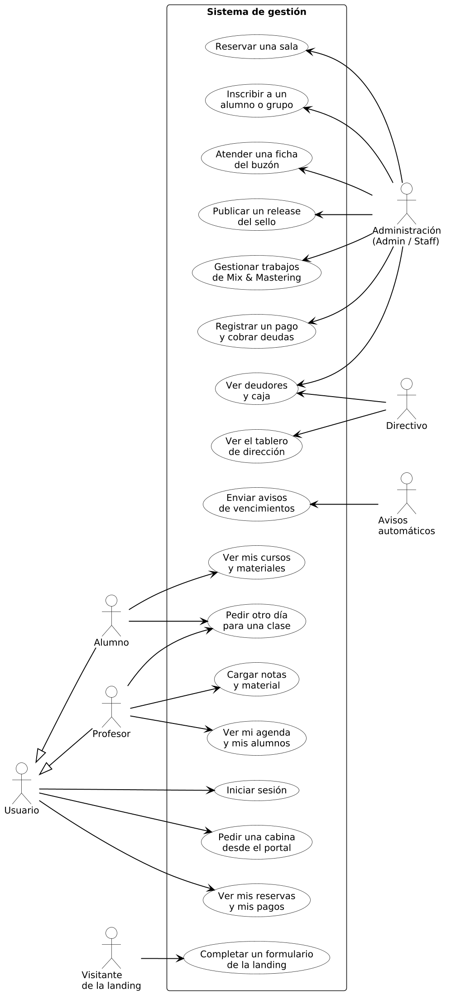 Sistema de gestión
Reservar una sala
Inscribir a un
alumno o grupo
Atender una ficha
del buzón
Publicar un release
del sello
Administración
(Admin / Staff)
Gestionar trabajos
de Mix & Mastering
Registrar un pago
y cobrar deudas
Ver deudores
y caja
Directivo
Ver el tablero
de dirección
Enviar avisos
de vencimientos
Avisos
automáticos
Ver mis cursos
y materiales
Pedir otro día
para una clase
Alumno
Cargar notas
y material
Profesor
Ver mi agenda
y mis alumnos
Iniciar sesión
Usuario
Pedir una cabina
desde el portal
Ver mis reservas
y mis pagos
Completar un formulario
de la landing
Visitante
de la landing